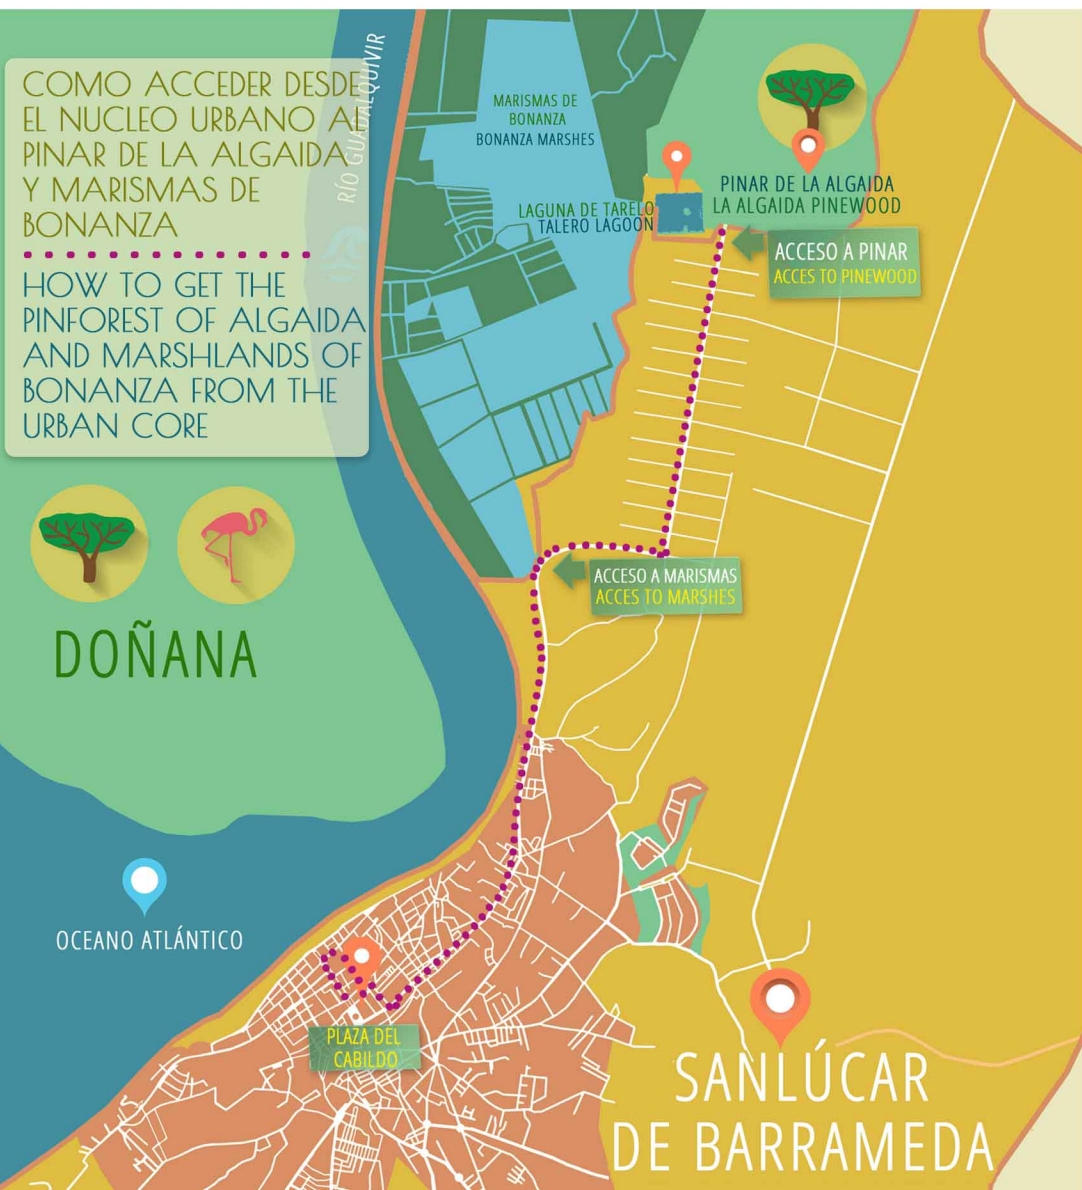 COMO ACCEDER DESDE
EL NUCLEO URBANO AL
PINAR DE LA ALGAIDA
Y MARISMAS DE
BONANZA
HOW TO GET THE
PINFOREST OF ALGAIDA
AND MARSHLANDS OF
BONANZA FROM THE
URBAN CORE
RÍO GUADALQUIVIR
MARISMAS DE
BONANZA
BONANZA MARSHES
LAGUNA DE TARELO
TALERO LAGOON
PINAR DE LA ALGAIDA
LA ALGAIDA PINEWOOD
ACCESO A PINAR
ACCES TO PINEWOOD
ACCESO A MARISMAS
ACCES TO MARSHES
DOÑANA
OCEANO ATLÁNTICO
PLAZA DEL
CABILDO
SANLÚCAR
DE BARRAMEDA